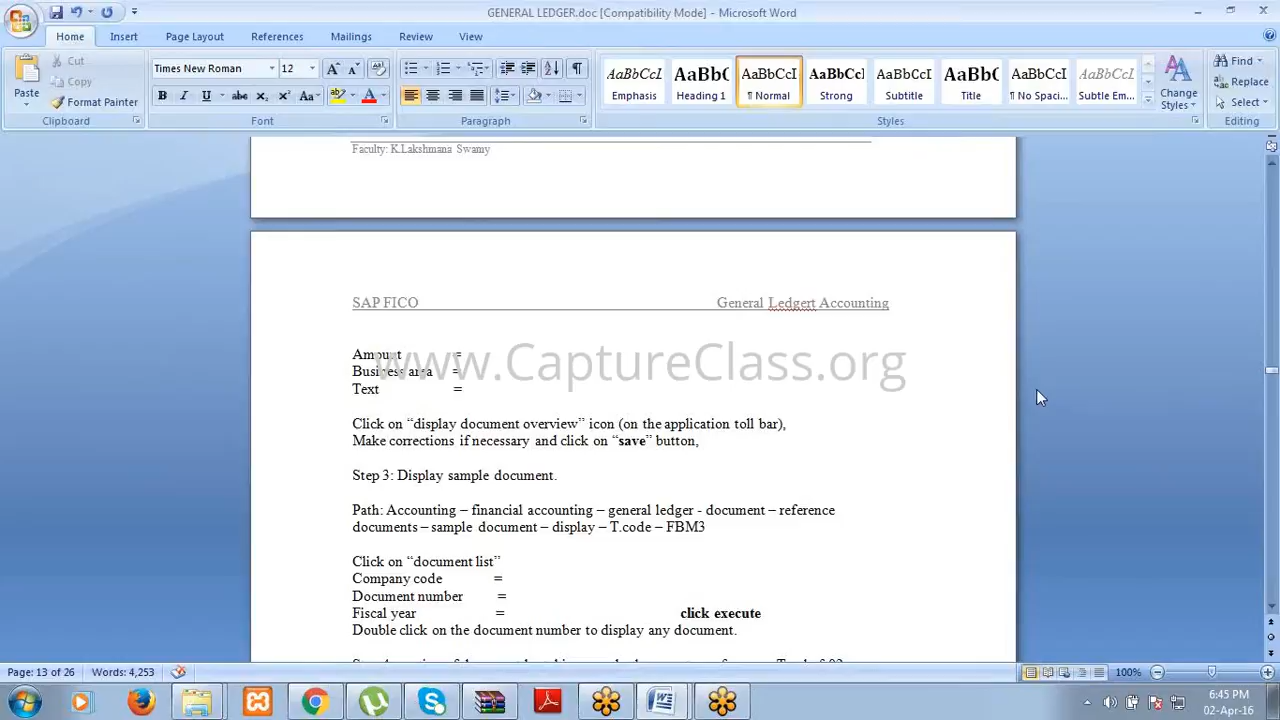 GENERAL LEDGER.doc [Compatibility Mode] - Microsoft Word
Home Insert Page Layout References Mailings Review View
Paste Cut Copy Format Painter
Clipboard
Times New Roman 12
Font
Paragraph
AaBbCcI AaBbC AaBbCcI AaBbCc AaBbCcI AaBb( AaBbCcI AaBbCcI
Emphasis Heading 1 ¶ Normal Strong Subtitle Title ¶ No Spaci... Subtle Em...
Change Styles
Styles
Find
Replace
Select
Editing
Faculty: K.Lakshmana Swamy
SAP FICO General Ledgert Accounting
www.CaptureClass.org
Amount =
Business area =
Text =
Click on “display document overview” icon (on the application toll bar),
Make corrections if necessary and click on “save” button,
Step 3: Display sample document.
Path: Accounting – financial accounting – general ledger - document – reference
documents – sample document – display – T.code – FBM3
Click on “document list”
Company code =
Document number =
Fiscal year = click execute
Double click on the document number to display any document.
Page: 13 of 26 Words: 4,253 100%
6:45 PM
02-Apr-16